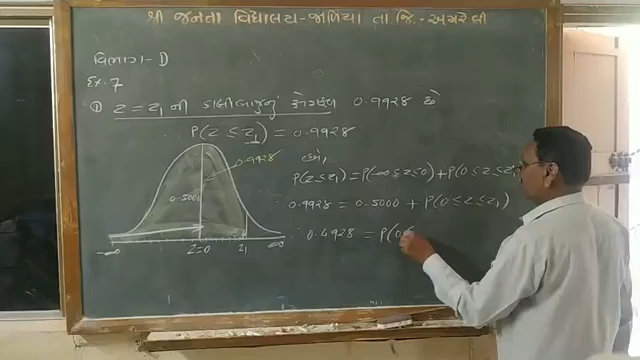 શ્રી જનતા વિદ્યાલય-જાળિયા તા.જિ.-અમરેલી
વિભાગ-D
Ex.7
① Z=Z₁ ની ડાબીબાજુનું ક્ષેત્રફળ 0.9928 છે
P(Z ≤ Z₁) = 0.9928
0.9928
હવે,
P(Z≤Z₁) = P(-∞≤Z≤0) + P(0≤Z≤Z₁)
0.5000
∴ 0.9928 = 0.5000 + P(0≤Z≤Z₁)
∴ 0.4928 = P(0≤
-∞ Z=0 Z₁ ∞